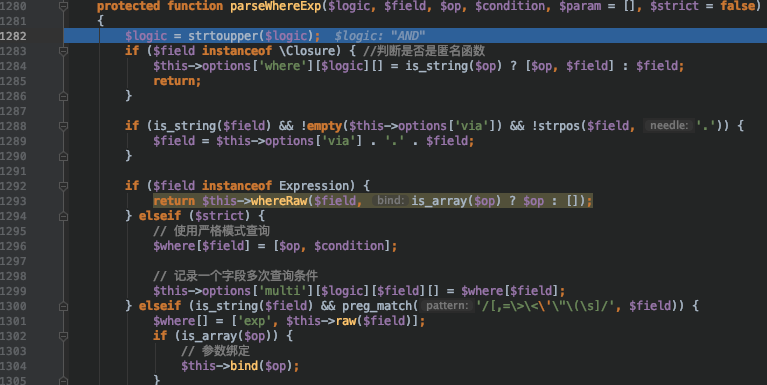 1280 protected function parseWhereExp($logic, $field, $op, $condition, $param = [], $strict = false)
1281 {
1282 $logic = strtoupper($logic); $logic: "AND"
1283 if ($field instanceof \Closure) { //判断是否是匿名函数
1284 $this->options['where'][$logic][] = is_string($op) ? [$op, $field] : $field;
1285 return;
1286 }
1287
1288 if (is_string($field) && !empty($this->options['via']) && !strpos($field, needle: '.')) {
1289 $field = $this->options['via'] . '.' . $field;
1290 }
1291
1292 if ($field instanceof Expression) {
1293 return $this->whereRaw($field, bind: is_array($op) ? $op : []);
1294 } elseif ($strict) {
1295 // 使用严格模式查询
1296 $where[$field] = [$op, $condition];
1297
1298 // 记录一个字段多次查询条件
1299 $this->options['multi'][$logic][$field][] = $where[$field];
1300 } elseif (is_string($field) && preg_match( pattern: '/[,=\>\<\'\"\(\s]/', $field)) {
1301 $where[] = ['exp', $this->raw($field)];
1302 if (is_array($op)) {
1303 // 参数绑定
1304 $this->bind($op);
1305 }